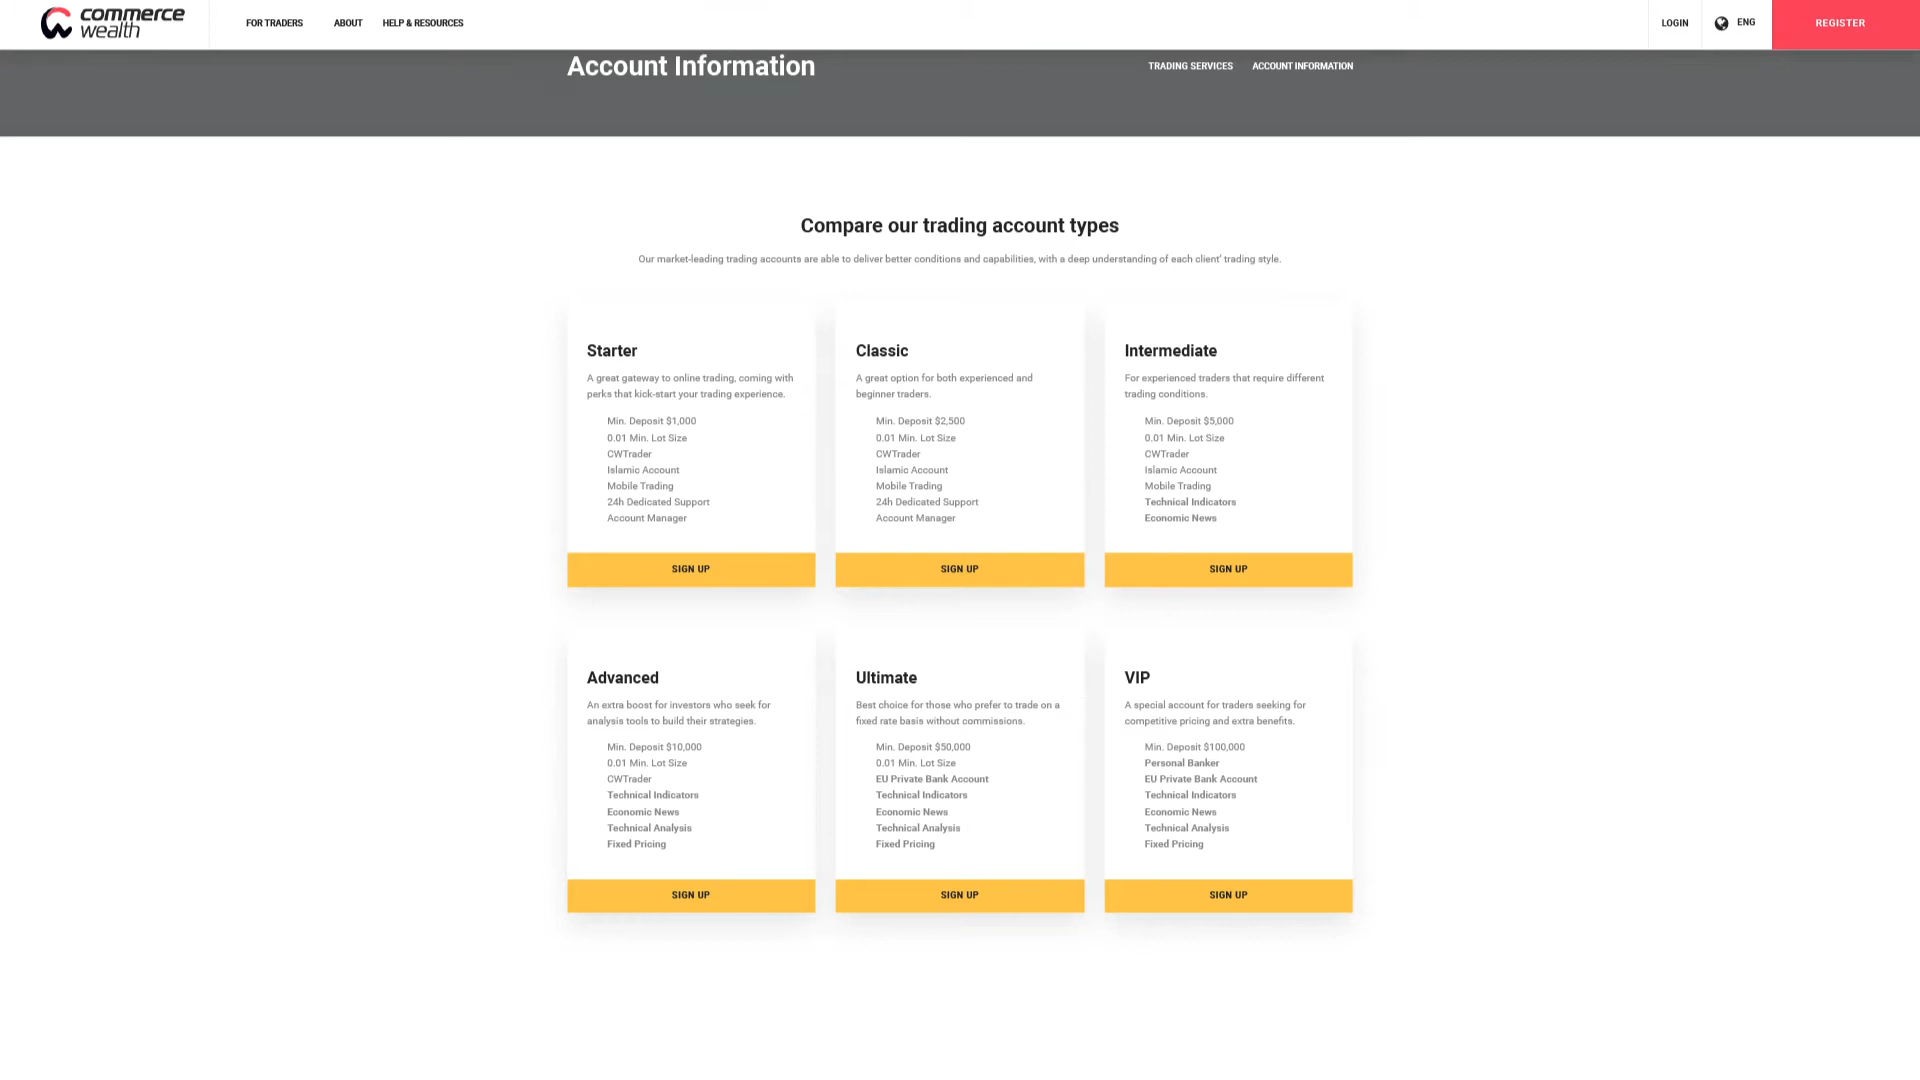 commerce
wealth
FOR TRADERS
ABOUT
HELP & RESOURCES
LOGIN
ENG
REGISTER
Account Information
TRADING SERVICES
ACCOUNT INFORMATION
Compare our trading account types
Our market-leading trading accounts are able to deliver better conditions and capabilities, with a deep understanding of each client' trading style.
Starter
A great gateway to online trading, coming with
perks that kick-start your trading experience.
Min. Deposit $1,000
0.01 Min. Lot Size
CWTrader
Islamic Account
Mobile Trading
24h Dedicated Support
Account Manager
SIGN UP
Classic
A great option for both experienced and
beginner traders.
Min. Deposit $2,500
0.01 Min. Lot Size
CWTrader
Islamic Account
Mobile Trading
24h Dedicated Support
Account Manager
SIGN UP
Intermediate
For experienced traders that require different
trading conditions.
Min. Deposit $5,000
0.01 Min. Lot Size
CWTrader
Islamic Account
Mobile Trading
Technical Indicators
Economic News
SIGN UP
Advanced
An extra boost for investors who seek for
analysis tools to build their strategies.
Min. Deposit $10,000
0.01 Min. Lot Size
CWTrader
Technical Indicators
Economic News
Technical Analysis
Fixed Pricing
SIGN UP
Ultimate
Best choice for those who prefer to trade on a
fixed rate basis without commissions.
Min. Deposit $50,000
0.01 Min. Lot Size
EU Private Bank Account
Technical Indicators
Economic News
Technical Analysis
Fixed Pricing
SIGN UP
VIP
A special account for traders seeking for
competitive pricing and extra benefits.
Min. Deposit $100,000
Personal Banker
EU Private Bank Account
Technical Indicators
Economic News
Technical Analysis
Fixed Pricing
SIGN UP